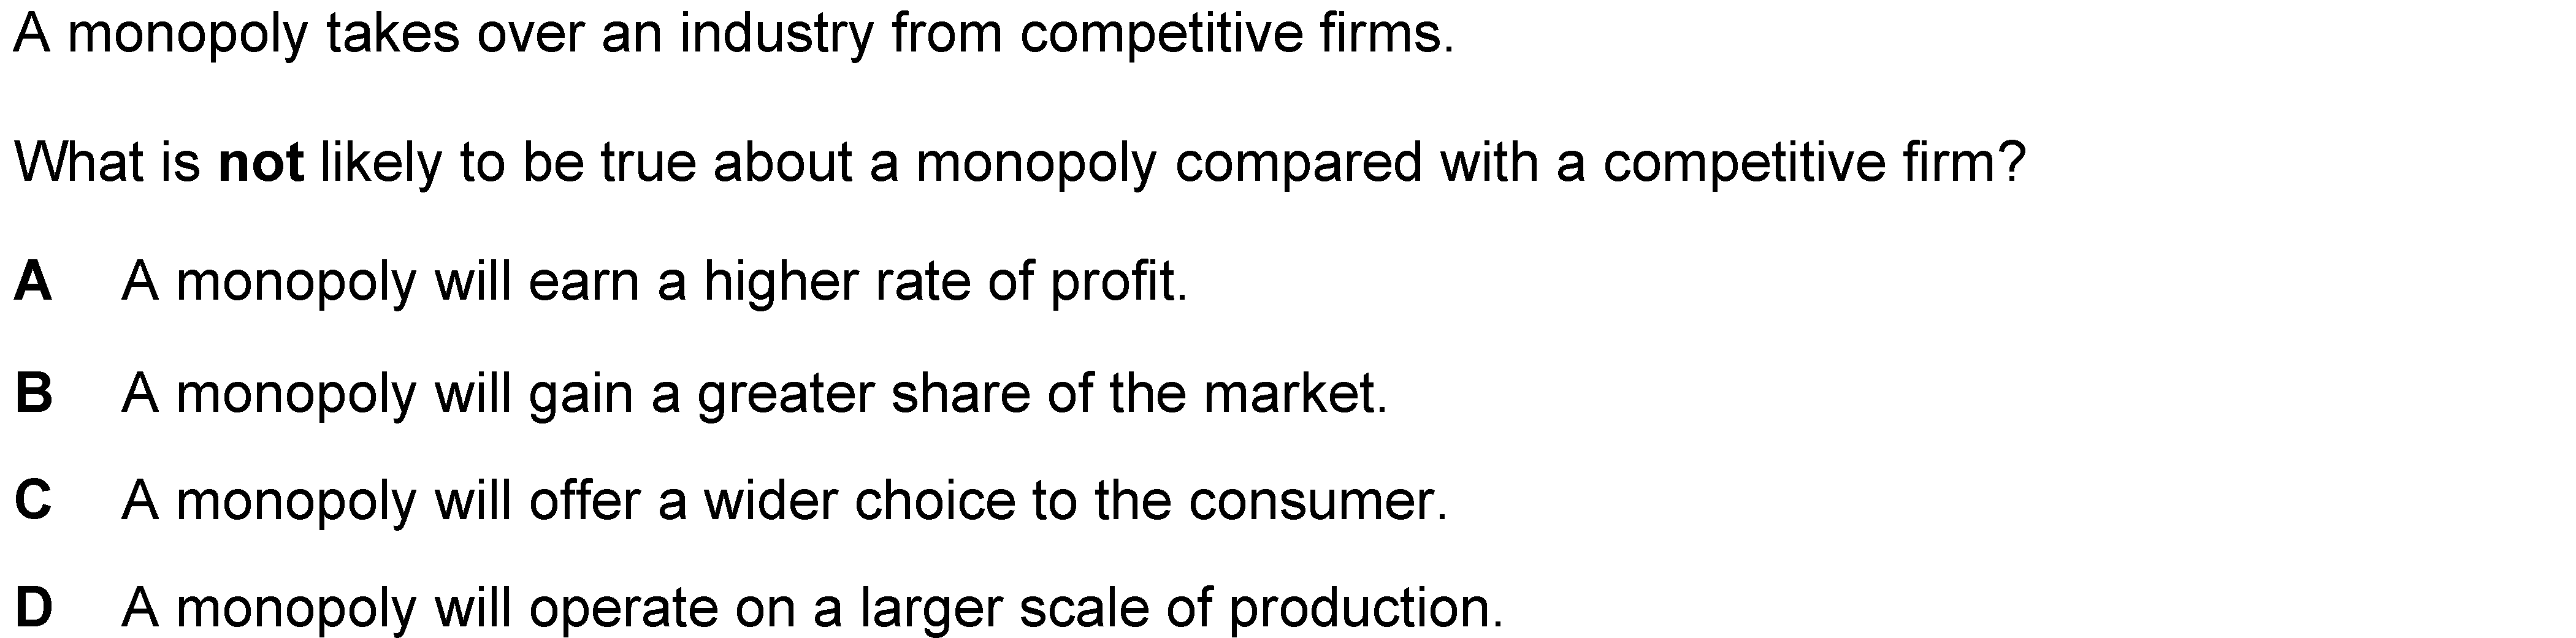 A monopoly takes over an industry from competitive firms.
What is not likely to be true about a monopoly compared with a competitive firm?
A A monopoly will earn a higher rate of profit.
B A monopoly will gain a greater share of the market.
C A monopoly will offer a wider choice to the consumer.
D A monopoly will operate on a larger scale of production.